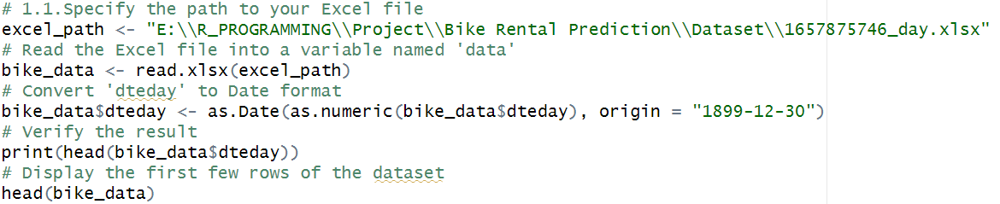 # 1.1.Specify the path to your Excel file
excel_path <- "E:\\R_PROGRAMMING\\Project\\Bike Rental Prediction\\Dataset\\1657875746_day.xlsx"
# Read the Excel file into a variable named 'data'
bike_data <- read.xlsx(excel_path)
# Convert 'dteday' to Date format
bike_data$dteday <- as.Date(as.numeric(bike_data$dteday), origin = "1899-12-30")
# Verify the result
print(head(bike_data$dteday))
# Display the first few rows of the dataset
head(bike_data)